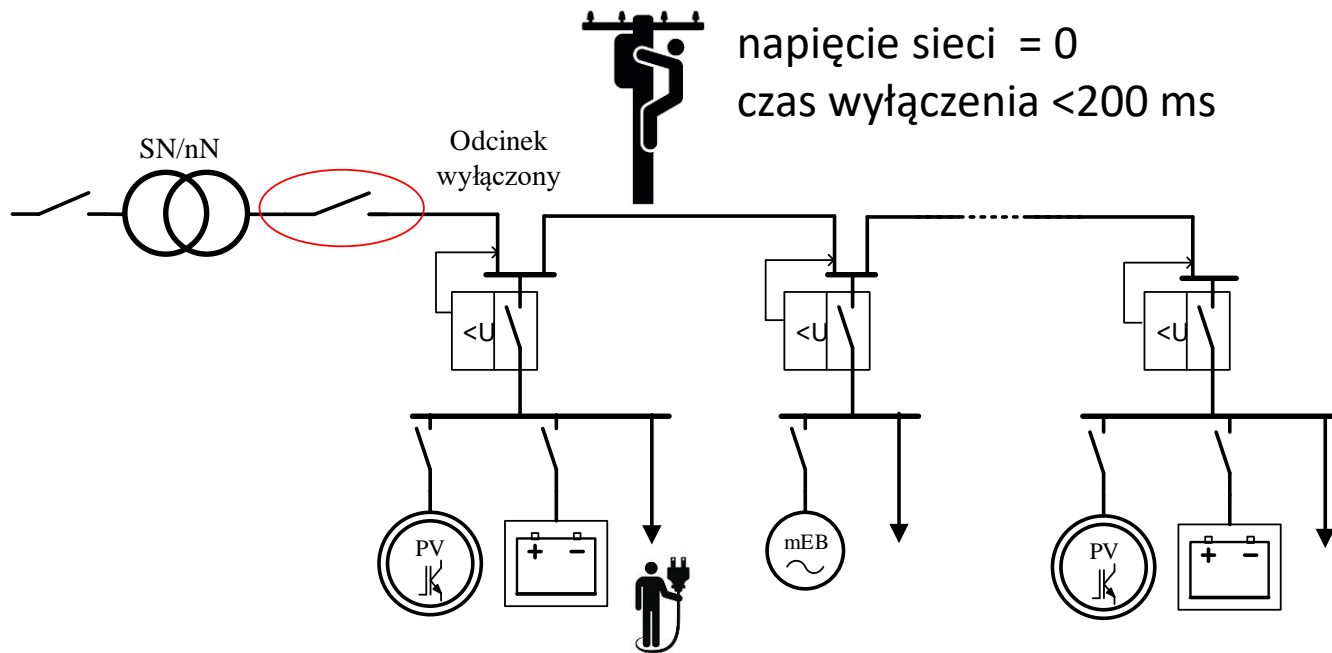 napięcie sieci = 0
czas wyłączenia <200 ms
SN/nN
Odcinek
wyłączony
<U
<U
<U
PV
+ -
mEB
PV
+ -